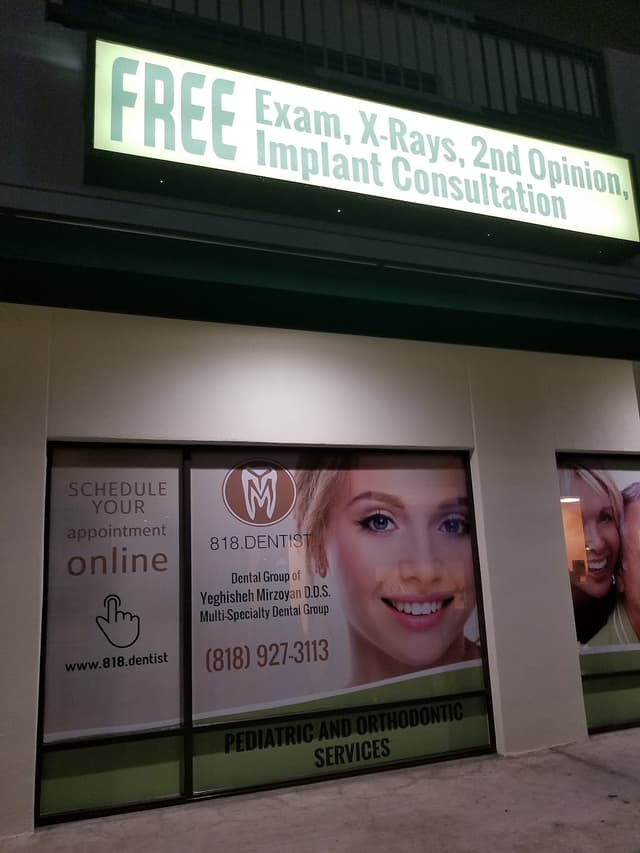 FREE
Exam, X-Rays, 2nd Opinion,
Implant Consultation
SCHEDULE
YOUR
appointment
online
www.818.dentist
M
818.DENTIST
Dental Group of
Yeghisheh Mirzoyan D.D.S.
Multi-Specialty Dental Group
(818) 927-3113
PEDIATRIC AND ORTHODONTIC
SERVICES